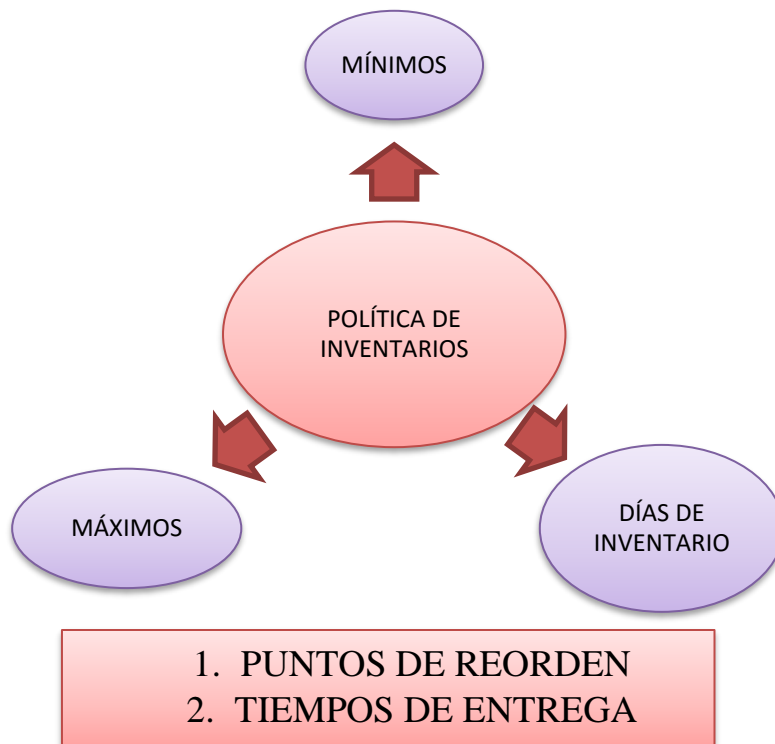 MÍNIMOS
POLÍTICA DE
INVENTARIOS
MÁXIMOS
DÍAS DE
INVENTARIO
1. PUNTOS DE REORDEN
2. TIEMPOS DE ENTREGA